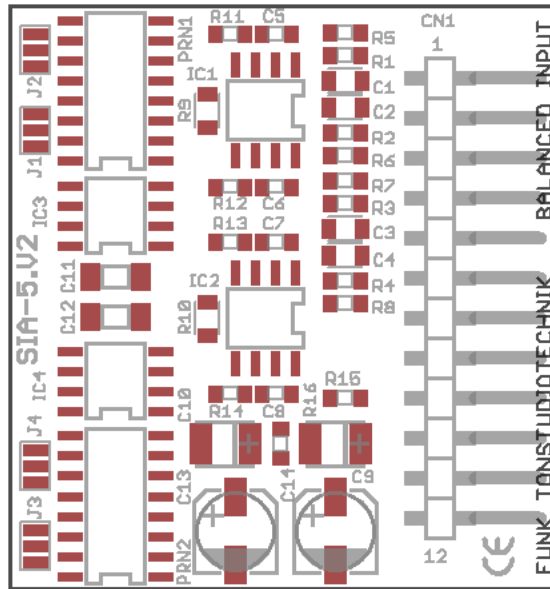 R11 C5 CN1
PRN1 R5 1
IC1 R1
J2 C1
R9 C2
J1 R2
R6
R7
R12 C6 R3
IC3 R13 C7 C3
C11 IC2 C4
R4
C12 R10 R8
SIA-5.V2
IC4 R15
C10 R14 C8 R16
J4
C13 C14 C9
J3
PRN2 12
CE
FUNK TONSTUDIOTECHNIK BALANCED INPUT